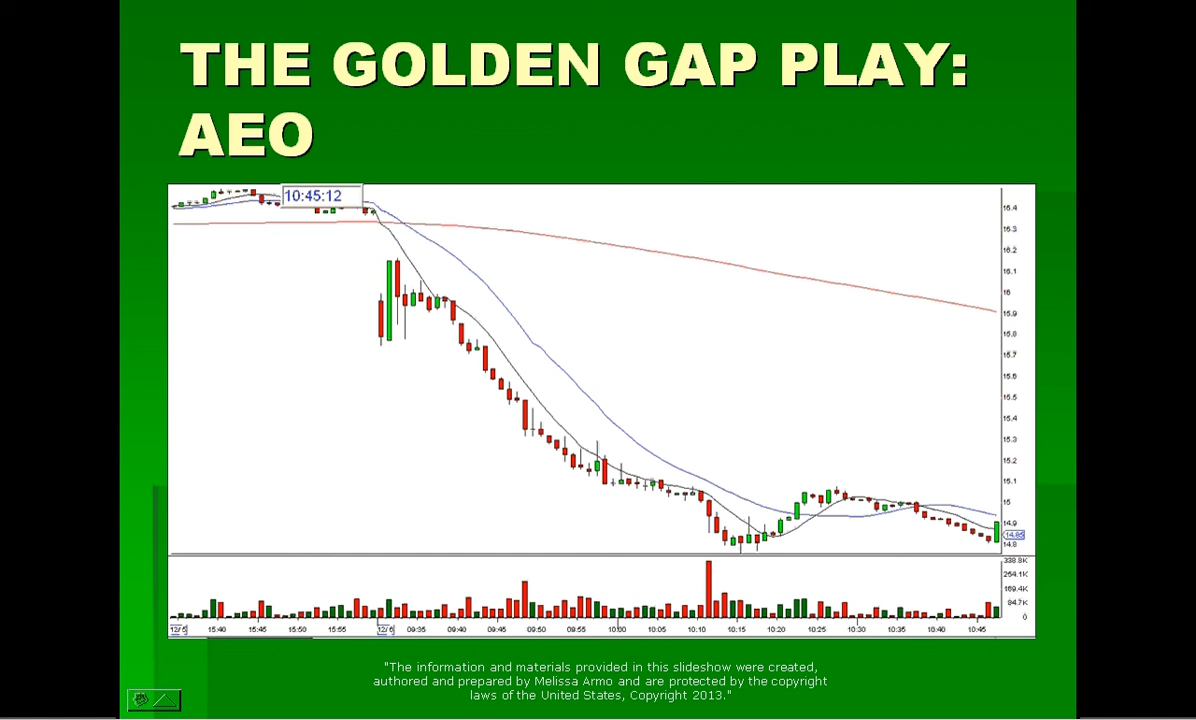 THE GOLDEN GAP PLAY:
AEO
10:45:12
16.4
16.3
16.2
16.1
16
15.9
15.8
15.7
15.6
15.5
15.4
15.3
15.2
15.1
15
14.9
14.85
14.8
338.8K
254.1K
169.4K
84.7K
0
12/5 15:40 15:45 15:50 15:55 12/6 09:35 09:40 09:45 09:50 09:55 10:00 10:05 10:10 10:15 10:20 10:25 10:30 10:35 10:40 10:45
"The information and materials provided in this slideshow were created,
authored and prepared by Melissa Armo and are protected by the copyright
laws of the United States, Copyright 2013."